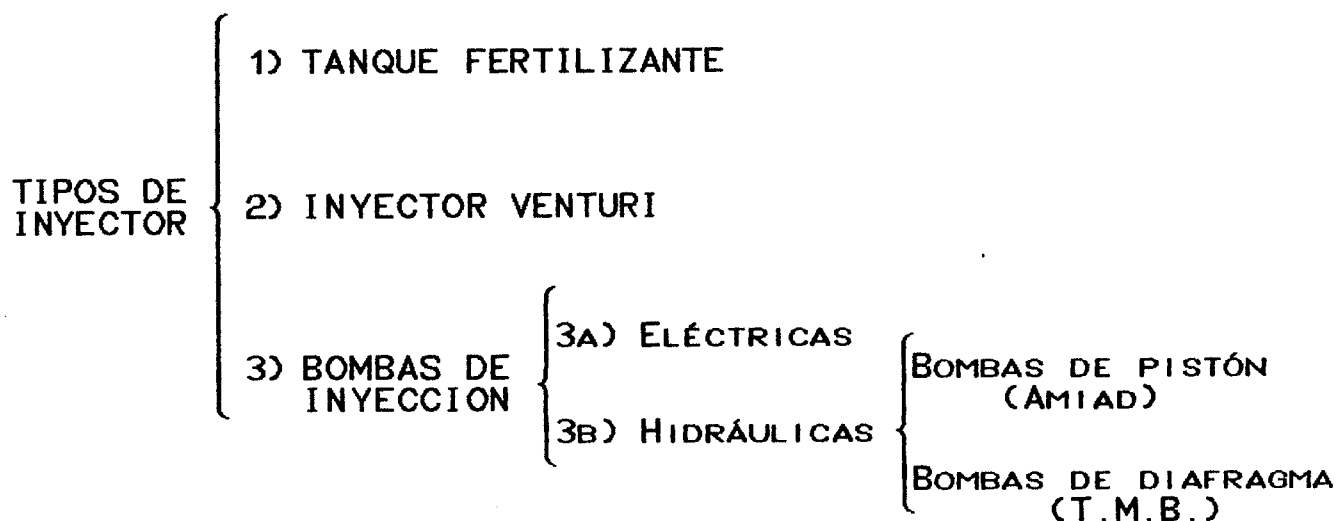 1) TANQUE FERTILIZANTE
TIPOS DE
INYECTOR
2) INYECTOR VENTURI
3) BOMBAS DE
INYECCION
3A) ELÉCTRICAS
3B) HIDRÁULICAS
BOMBAS DE PISTÓN
(AMIAD)
BOMBAS DE DIAFRAGMA
(T.M.B.)